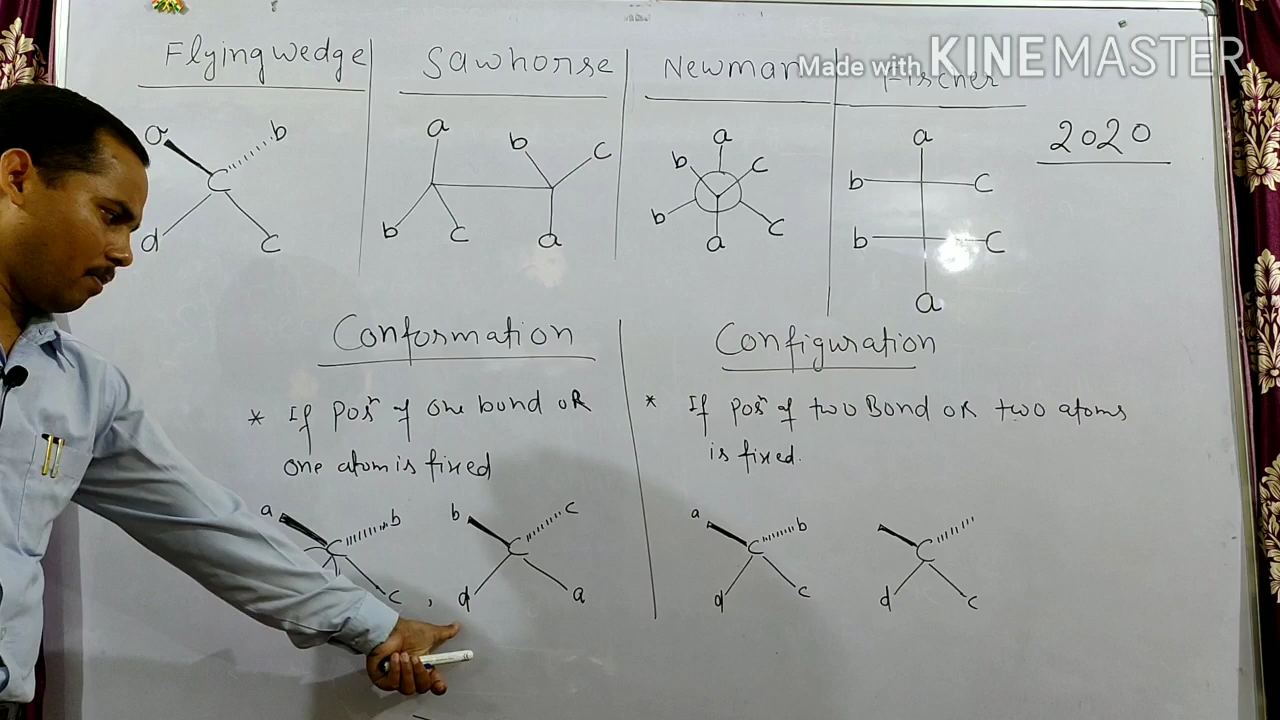 Flying wedge
Sawhorse
Newman
Fischer
Made with KINEMASTER
2020
a b
C
d c
a b c
b c a
a
b c
b c
a
a
b c
b c
a
Conformation
* If posⁿ of one bond OR
one atom is fixed
a b
C
c ,
b c
C
d a
Configuration
* If posⁿ of two Bond OR two atoms
is fixed.
a b
C
d c
C
d c